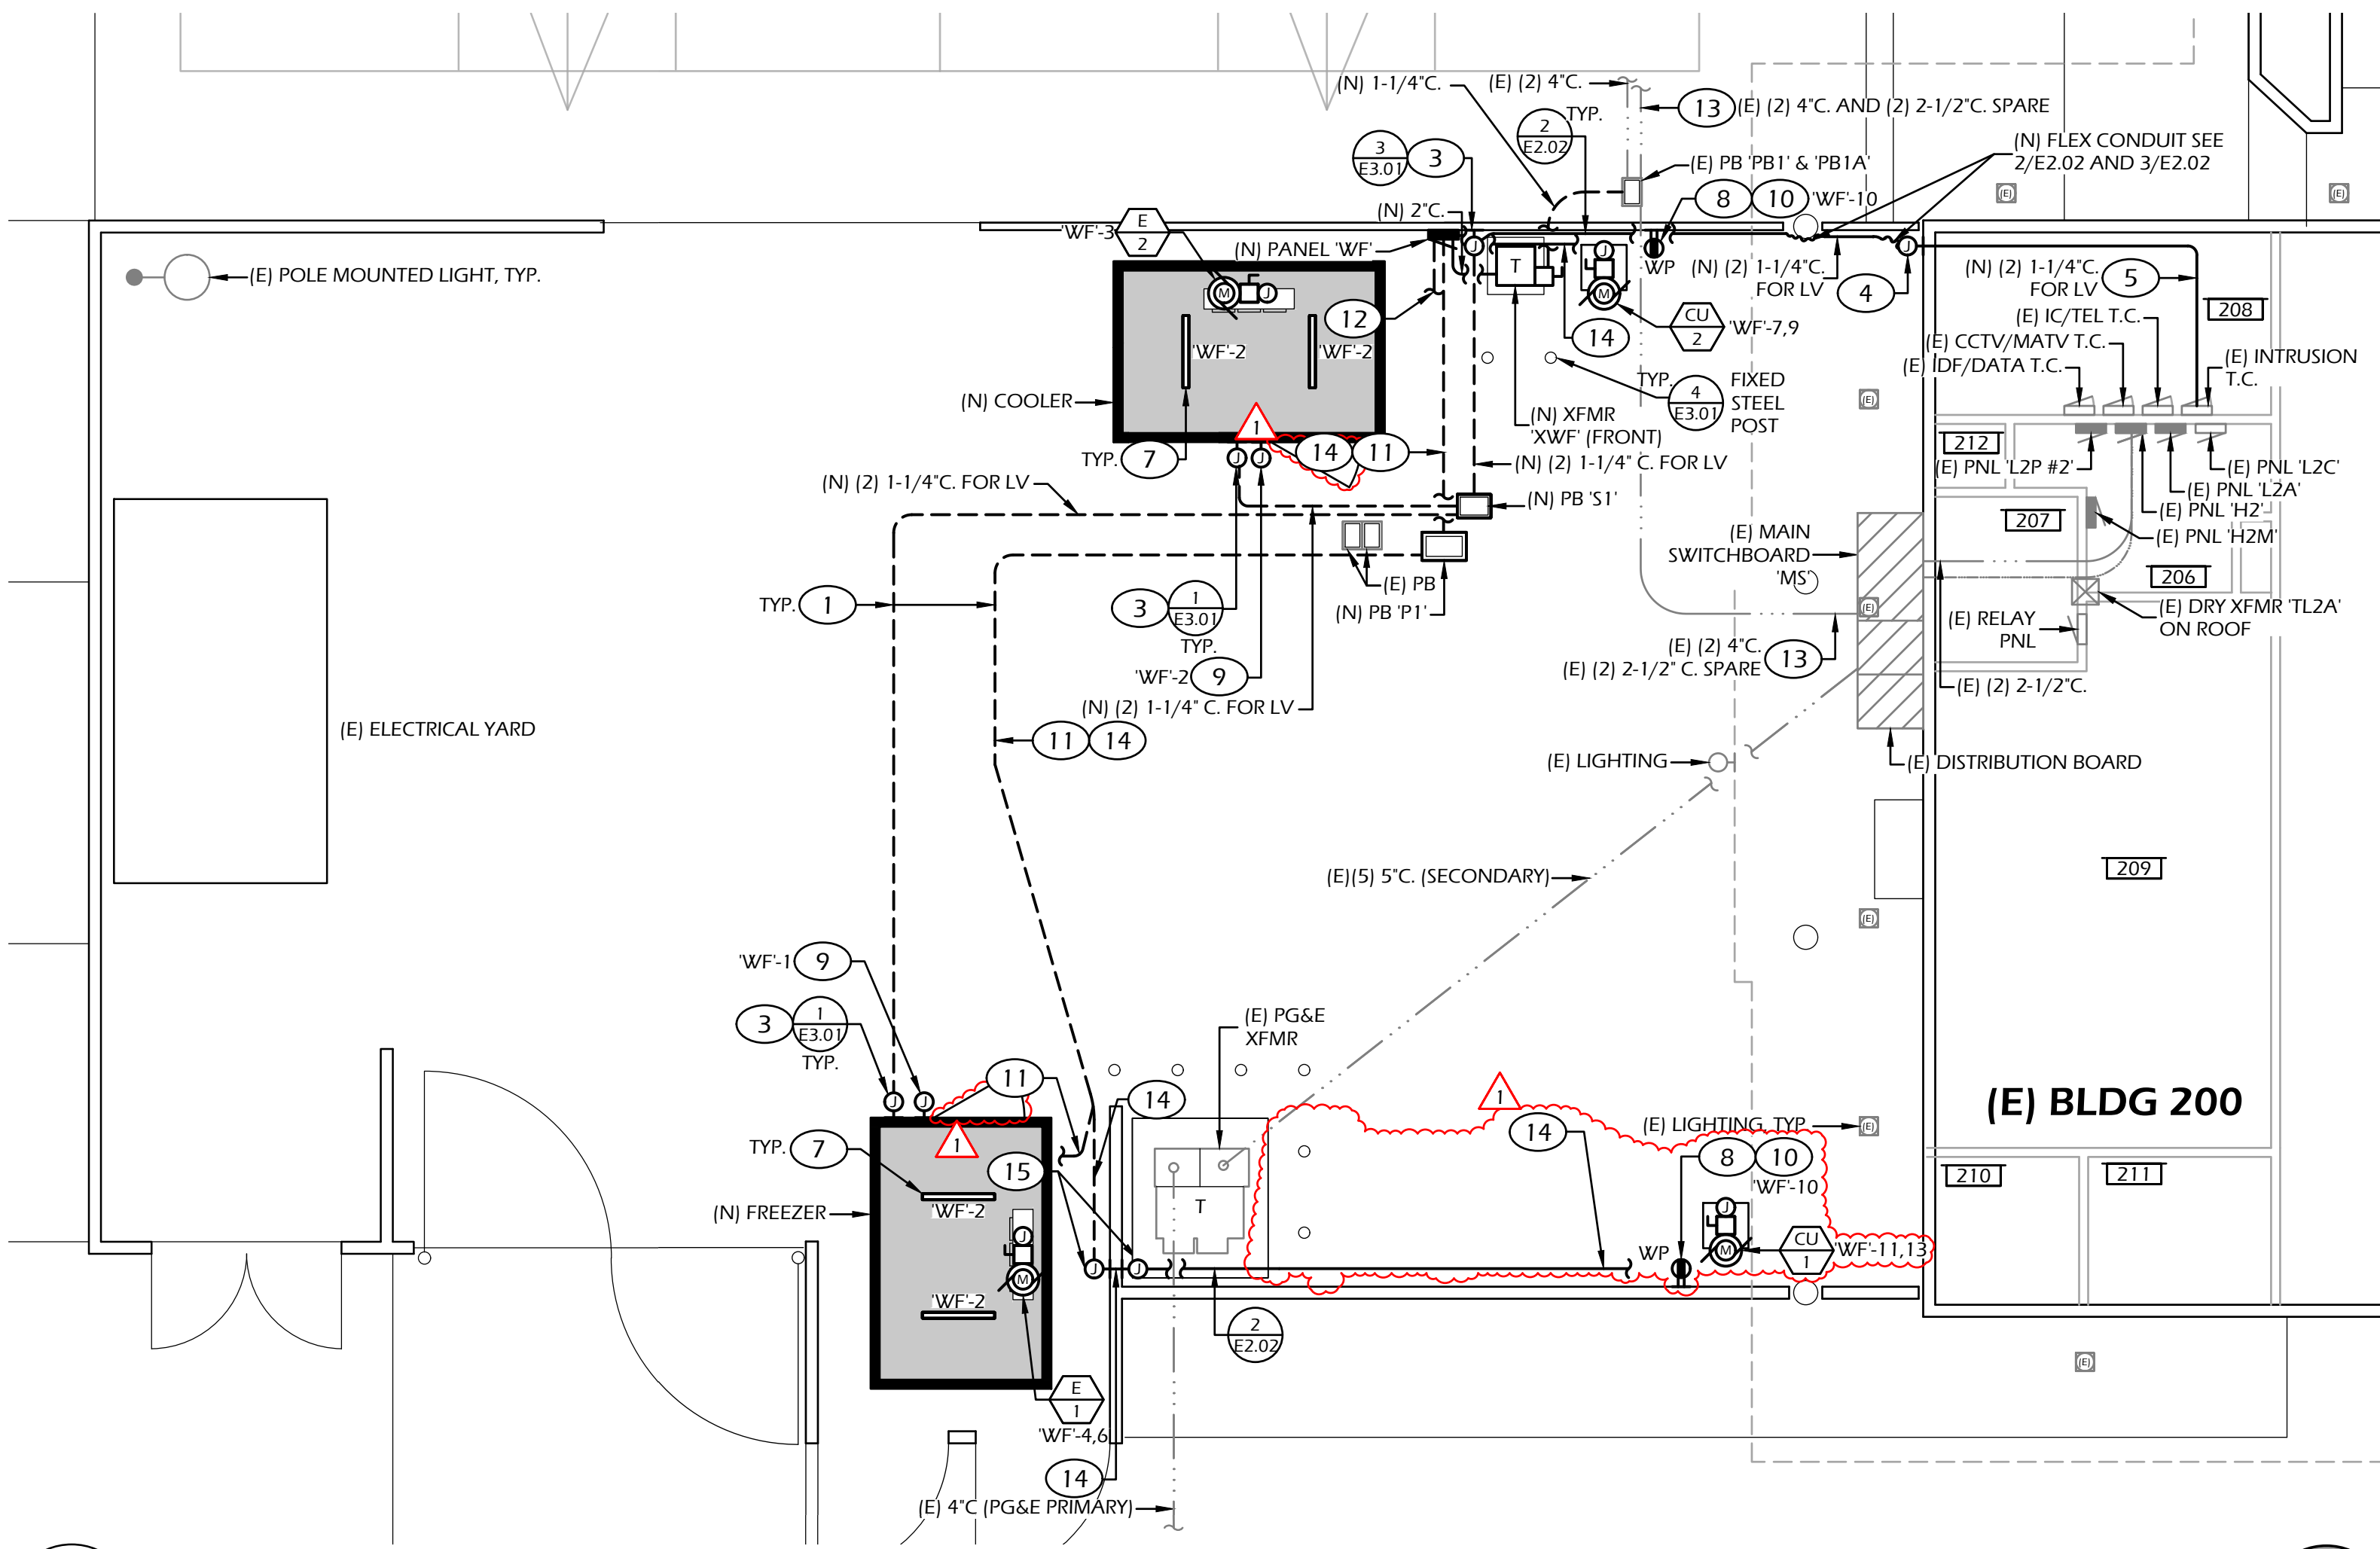 (N) 1-1/4"C.
(E) (2) 4"C.
13
(E) (2) 4"C. AND (2) 2-1/2"C. SPARE
2
E2.02
TYP.
3
E3.01
3
(E) PB 'PB1' & 'PB1A'
(N) FLEX CONDUIT SEE
2/E2.02 AND 3/E2.02
8
10
'WF'-10
(E)
(E)
(N) 2"C.
E
2
'WF'-3
(N) PANEL 'WF'
J
T
J
M
WP
(N) (2) 1-1/4"C.
FOR LV
4
J
(N) (2) 1-1/4"C.
FOR LV
5
208
(E) POLE MOUNTED LIGHT, TYP.
M
J
12
14
CU
2
'WF'-7,9
(E) IC/TEL T.C.
(E) CCTV/MATV T.C.
(E) IDF/DATA T.C.
(E) INTRUSION
T.C.
'WF'-2
'WF'-2
TYP.
4
E3.01
FIXED
STEEL
POST
(E)
(N) COOLER
(N) XFMR
'XWF' (FRONT)
1
14
11
TYP.
7
J
J
(N) (2) 1-1/4" C. FOR LV
212
(E) PNL 'L2P #2'
(E) PNL 'L2C'
(E) PNL 'L2A'
(E) PNL 'H2'
(E) PNL 'H2M'
207
206
(N) (2) 1-1/4"C. FOR LV
(N) PB 'S1'
(E) MAIN
SWITCHBOARD
'MS'
(E) PB
(N) PB 'P1'
TYP.
1
3
1
E3.01
TYP.
(E)
(E) RELAY
PNL
(E) DRY XFMR 'TL2A'
ON ROOF
(E) (2) 4"C.
(E) (2) 2-1/2" C. SPARE
13
'WF'-2
9
(E) (2) 2-1/2"C.
(N) (2) 1-1/4" C. FOR LV
(E) ELECTRICAL YARD
11
14
(E) LIGHTING
(E) DISTRIBUTION BOARD
(E)(5) 5"C. (SECONDARY)
209
(E)
'WF'-1
9
3
1
E3.01
TYP.
(E) PG&E
XFMR
J
J
11
14
1
1
(E) BLDG 200
14
(E) LIGHTING, TYP.
(E)
TYP.
7
15
8
10
'WF'-10
210
211
(N) FREEZER
'WF'-2
T
J
M
'WF'-2
J
J
WP
J
M
CU
1
'WF'-11,13
2
E2.02
(E)
E
1
'WF'-4,6
14
(E) 4"C (PG&E PRIMARY)